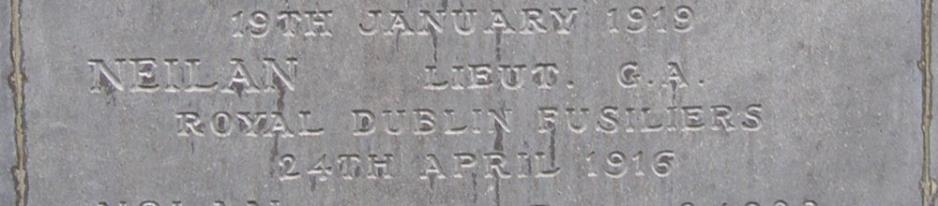 19TH JANUARY 1919
NEILAN LIEUT. G.A.
ROYAL DUBLIN FUSILIERS
24TH APRIL 1916